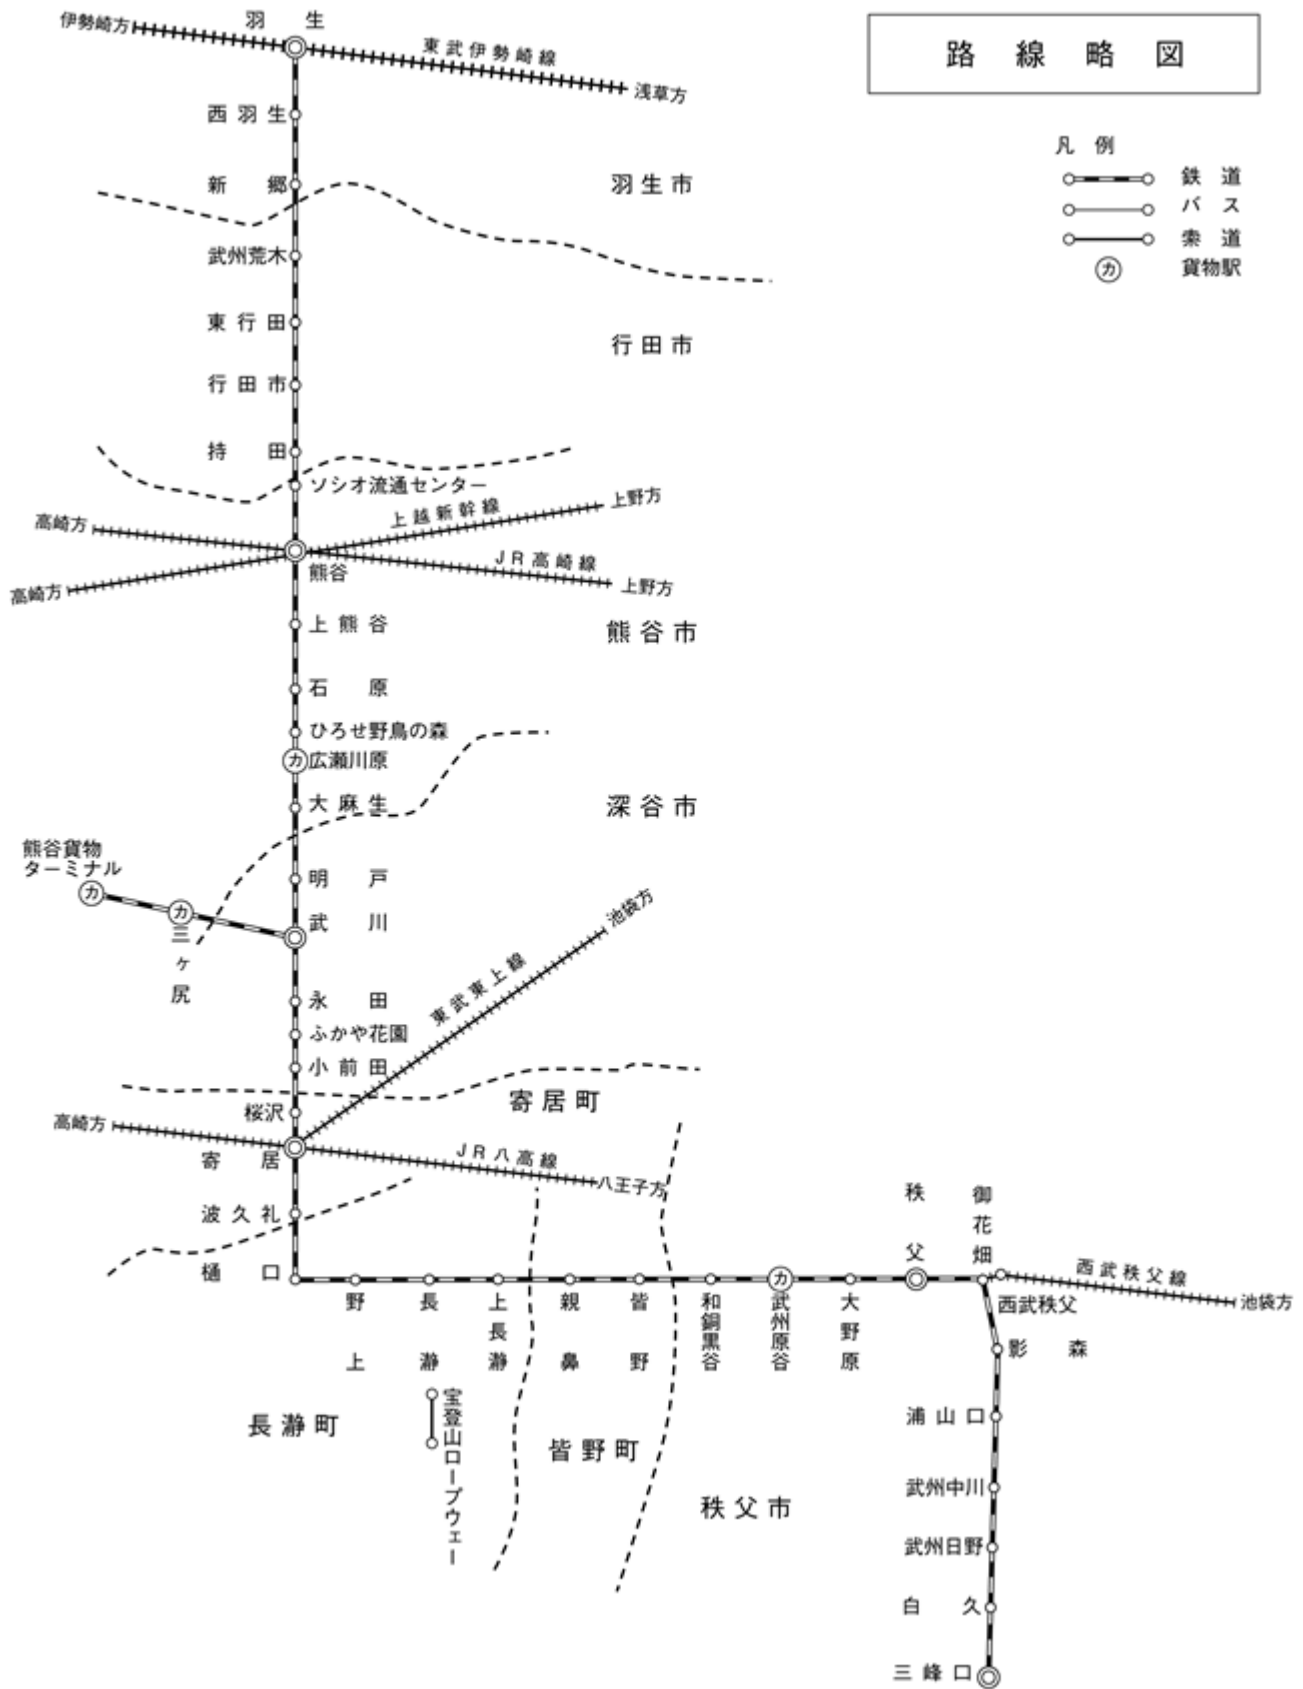 路線略図
凡例
鉄道
バス
索道
カ 貨物駅
羽生
伊勢崎方
東武伊勢崎線
浅草方
西羽生
新郷
羽生市
武州荒木
東行田
行田市
行田市
持田
ソシオ流通センター
高崎方
上越新幹線
上野方
高崎方
JR高崎線
上野方
熊谷
上熊谷
熊谷市
石原
ひろせ野鳥の森
カ 広瀬川原
大麻生
深谷市
熊谷貨物
ターミナル
カ
カ
三ヶ尻
明戸
武川
池袋方
東武東上線
永田
ふかや花園
小前田
寄居町
桜沢
高崎方
寄居
JR八高線
八王子方
波久礼
樋口
野上
長瀞
上長瀞
親鼻
皆野
和銅黒谷
カ
武州原谷
大野原
秩父
御花畑
西武秩父線
池袋方
西武秩父
影森
宝登山ロープウェー
長瀞町
皆野町
秩父市
浦山口
武州中川
武州日野
白久
三峰口